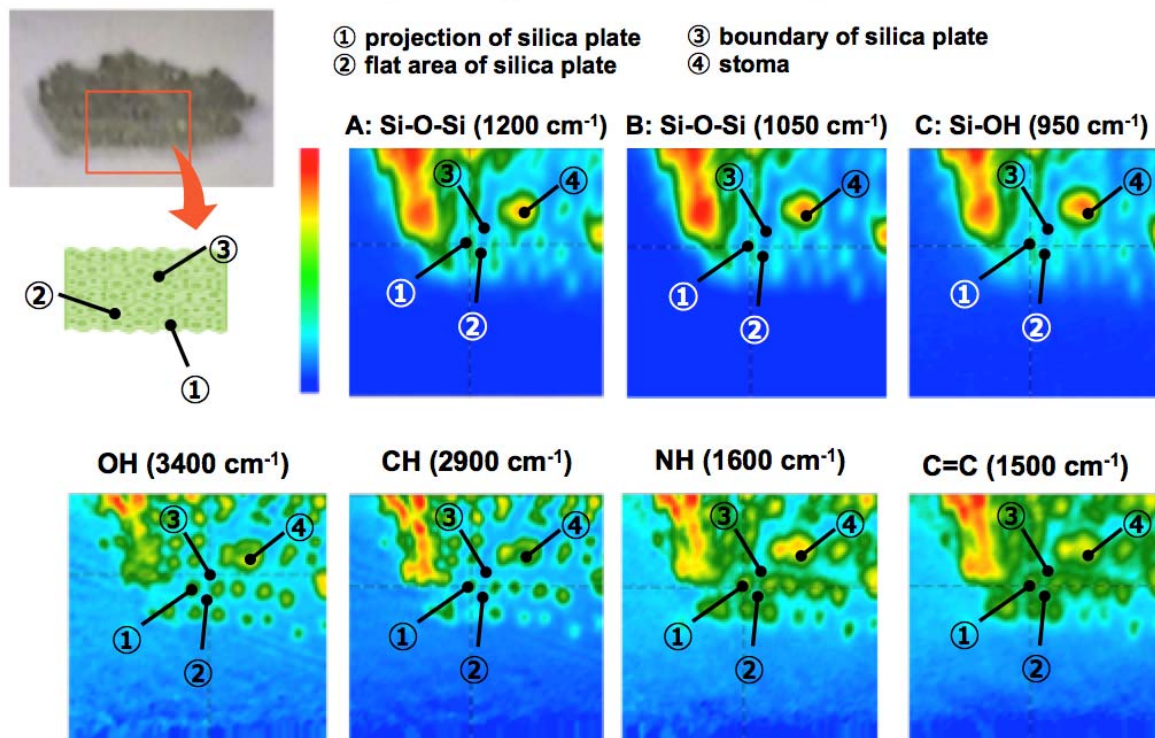 ① projection of silica plate
③ boundary of silica plate
② flat area of silica plate
④ stoma
A: Si-O-Si (1200 cm⁻¹)
B: Si-O-Si (1050 cm⁻¹)
C: Si-OH (950 cm⁻¹)
③
④
①
②
③
④
①
②
③
④
①
②
③
②
①
OH (3400 cm⁻¹)
CH (2900 cm⁻¹)
NH (1600 cm⁻¹)
C=C (1500 cm⁻¹)
③
④
①
②
③
④
①
②
③
④
①
②
③
④
①
②